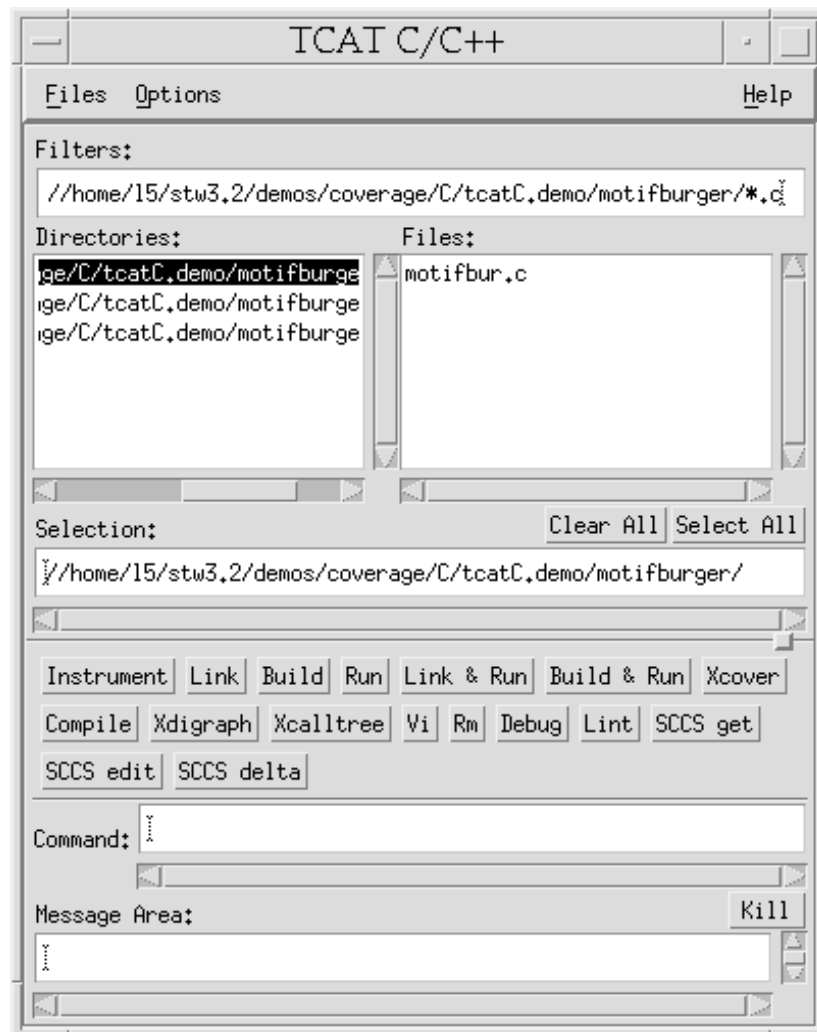 TCAT C/C++
Files Options Help
Filters:
//home/l5/stw3.2/demos/coverage/C/tcatC.demo/motifburger/*.c
Directories: Files:
ge/C/tcatC.demo/motifburge motifbur.c
ge/C/tcatC.demo/motifburge
ge/C/tcatC.demo/motifburge
Selection: Clear All Select All
//home/l5/stw3.2/demos/coverage/C/tcatC.demo/motifburger/
Instrument Link Build Run Link & Run Build & Run Xcover
Compile Xdigraph Xcalltree Vi Rm Debug Lint SCCS get
SCCS edit SCCS delta
Command:
Kill
Message Area: